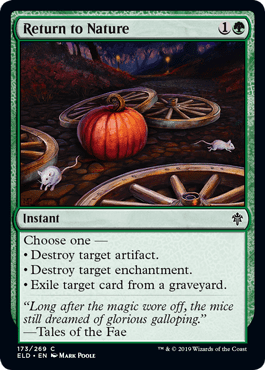 Return to Nature 1
Instant
Choose one —
• Destroy target artifact.
• Destroy target enchantment.
• Exile target card from a graveyard.
“Long after the magic wore off, the mice
still dreamed of glorious galloping.”
—Tales of the Fae
173/269 C
ELD • EN MARK POOLE
™ & © 2019 Wizards of the Coast